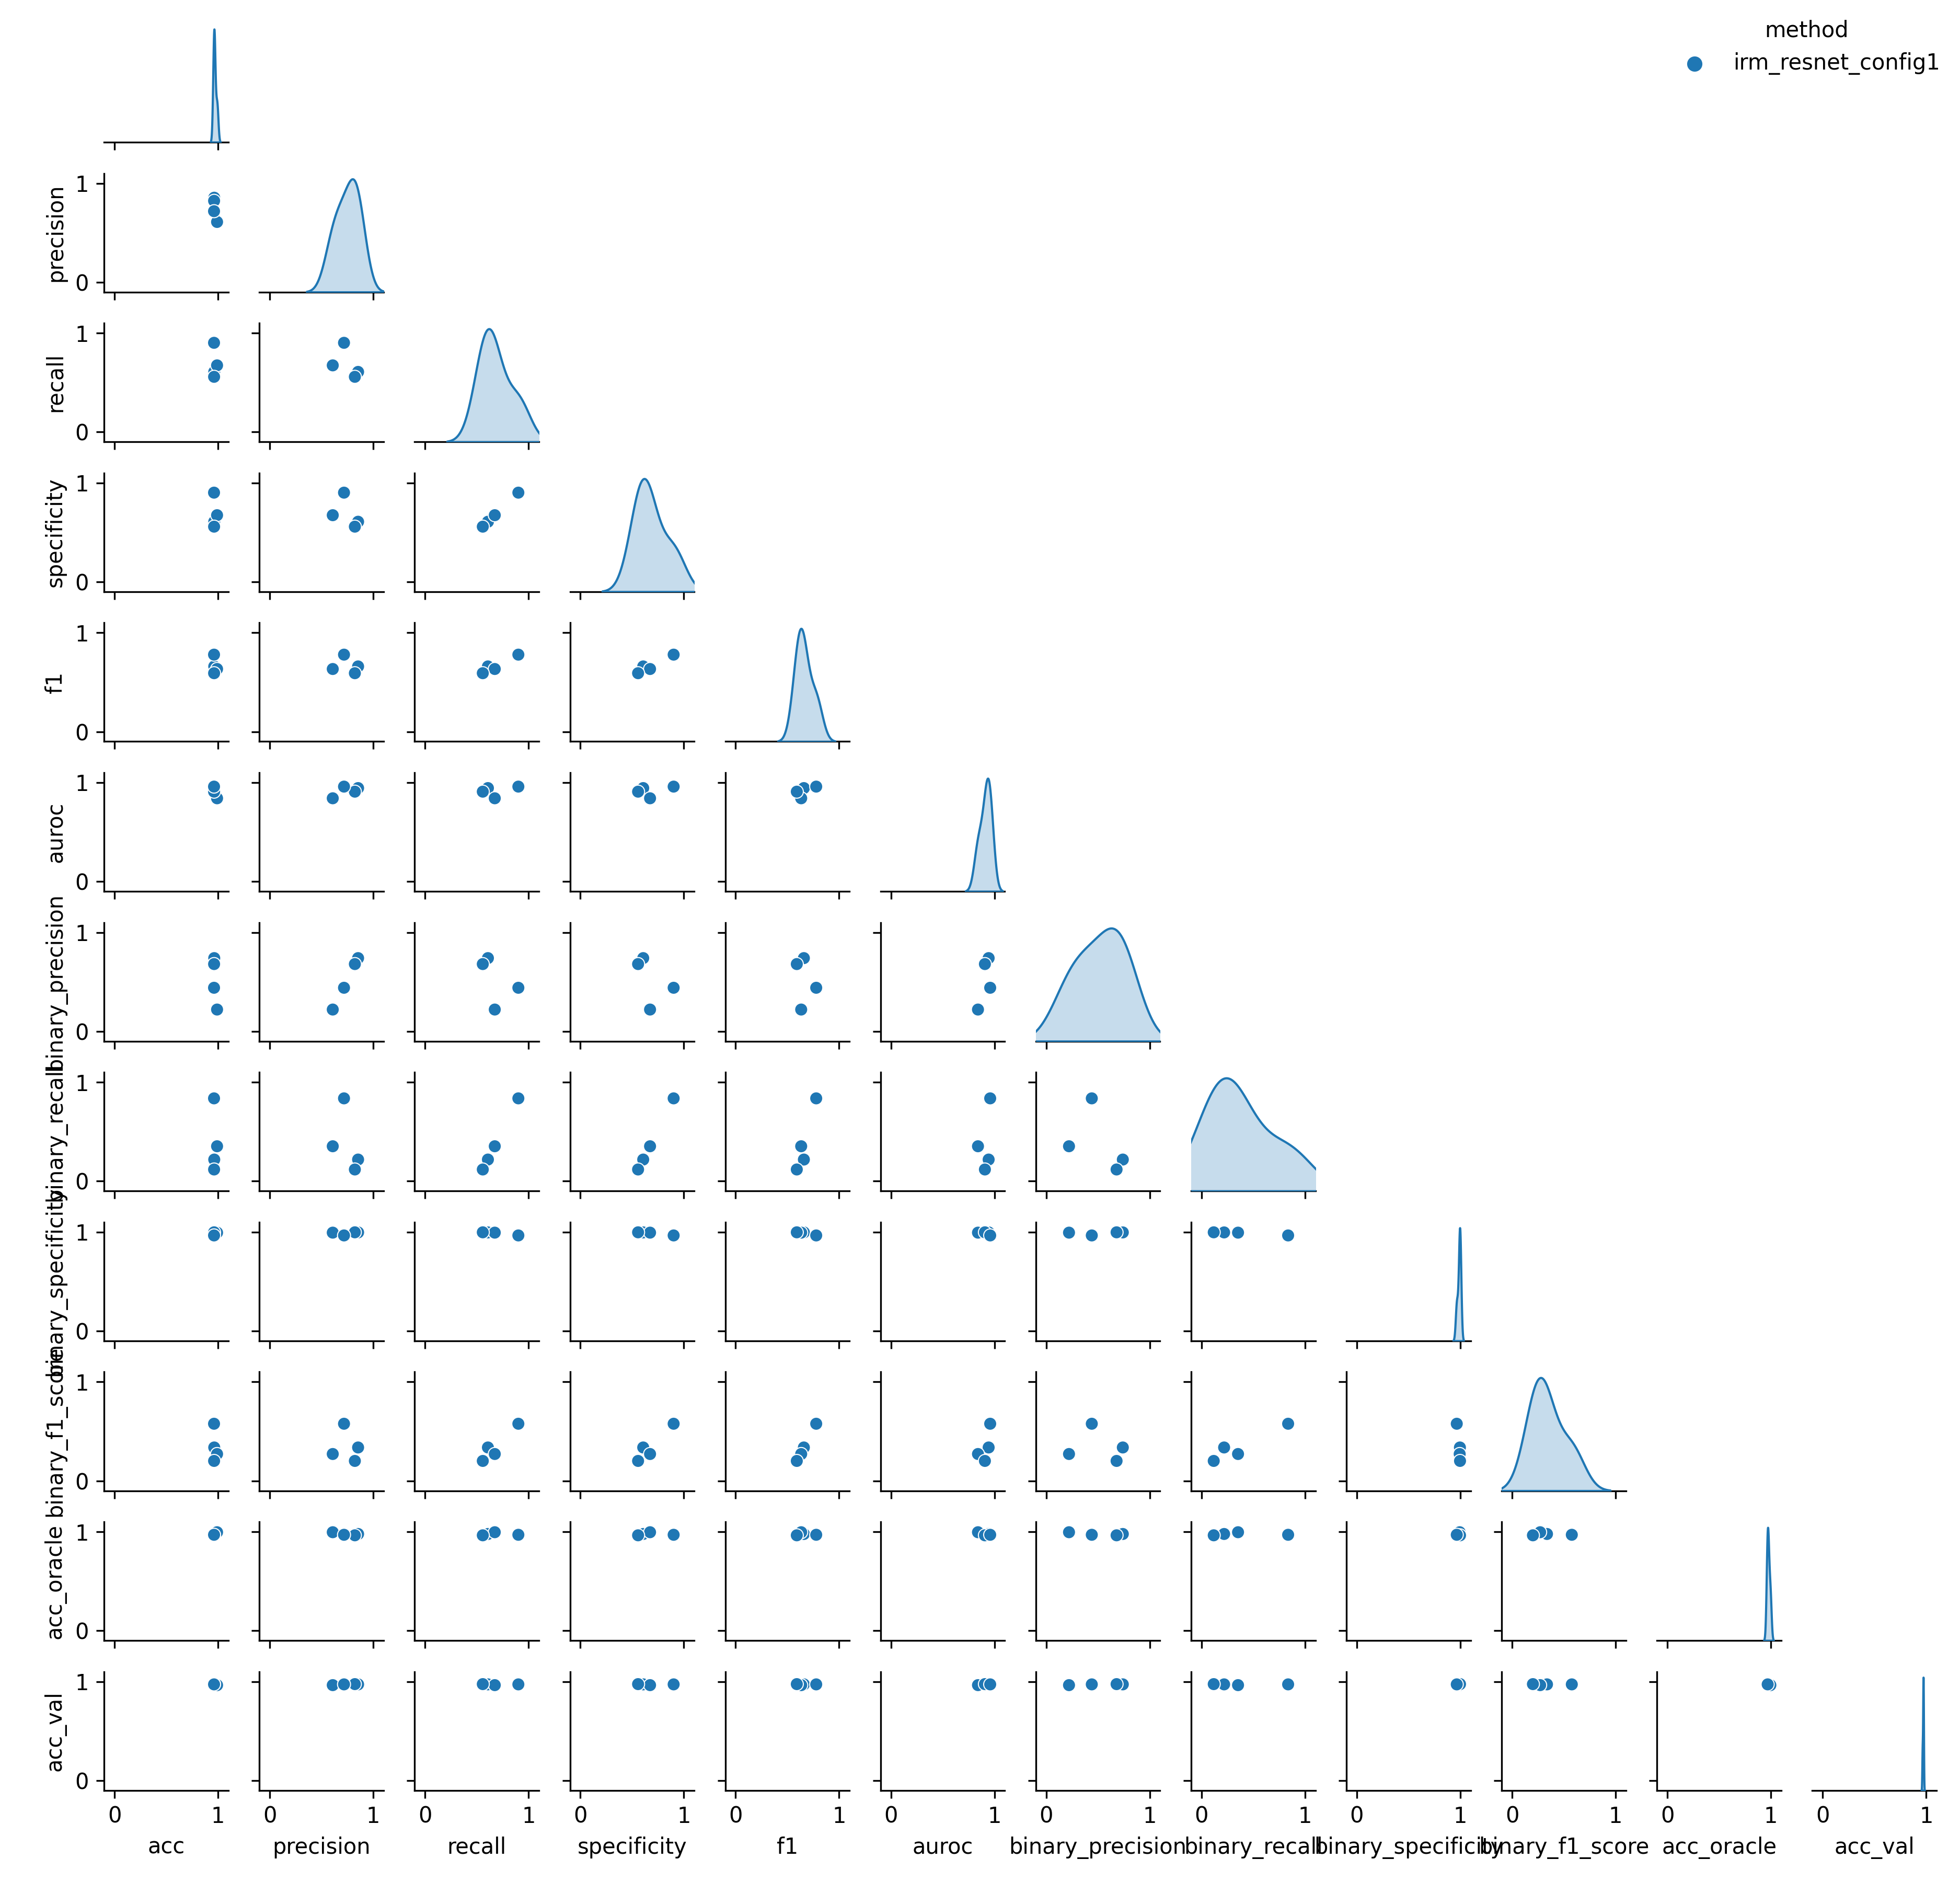 method
irm_resnet_config1
1
precision
0
1
recall
0
1
specificity
0
1
f1
0
1
auroc
0
1
binary_precision
0
1
binary_recall
0
1
binary_specificity
0
1
binary_f1_score
0
1
acc_oracle
0
1
acc_val
0
0 1 0 1 0 1 0 1 0 1 0 1 0 1 0 1 0 1 0 1 0 1 0 1
acc precision recall specificity f1 auroc binary_precision binary_recall binary_specificity binary_f1_score acc_oracle acc_val